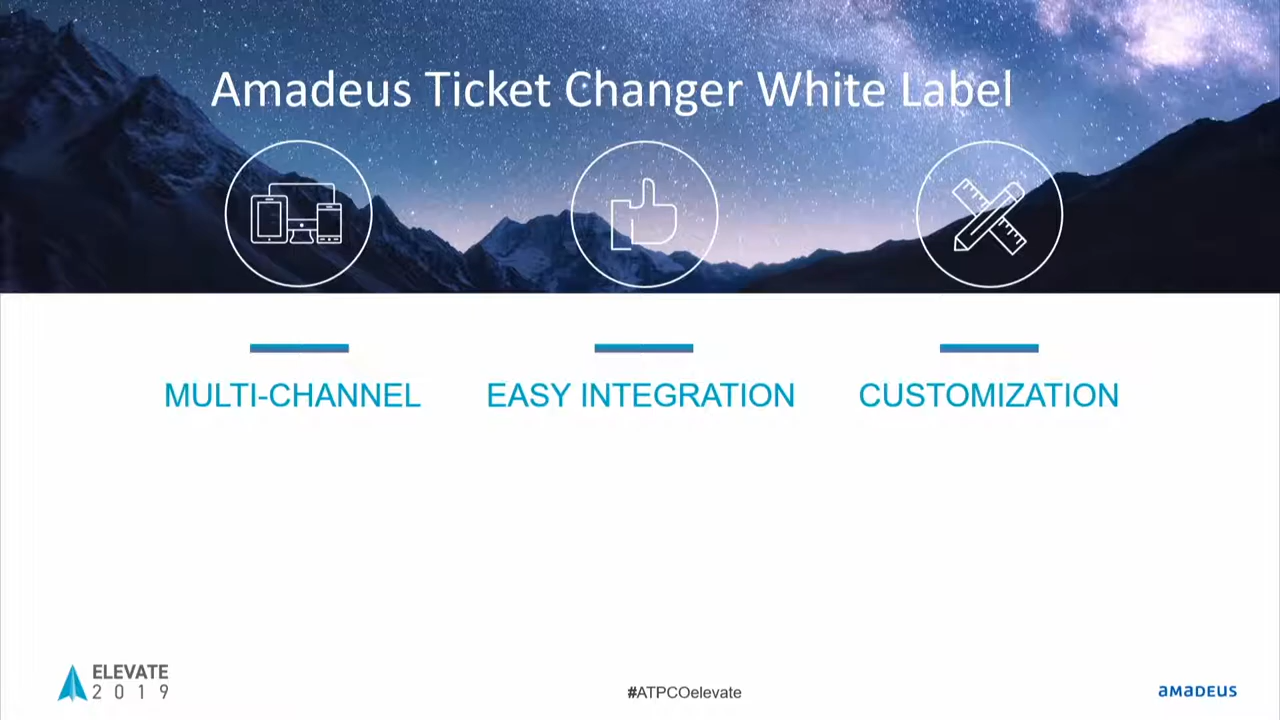 Amadeus Ticket Changer White Label
MULTI-CHANNEL
EASY INTEGRATION
CUSTOMIZATION
ELEVATE
2019
#ATPCOelevate
amadeus